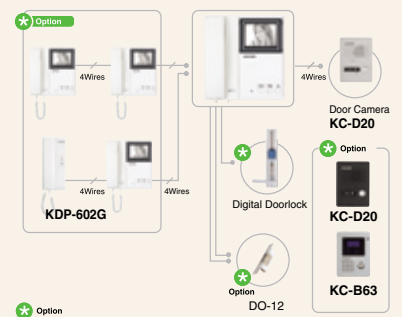 Option
4Wires
4Wires
Door Camera
KC-D20
Option
4Wires
4Wires
KDP-602G
Digital Doorlock
KC-D20
Option
DO-12
KC-B63
Option